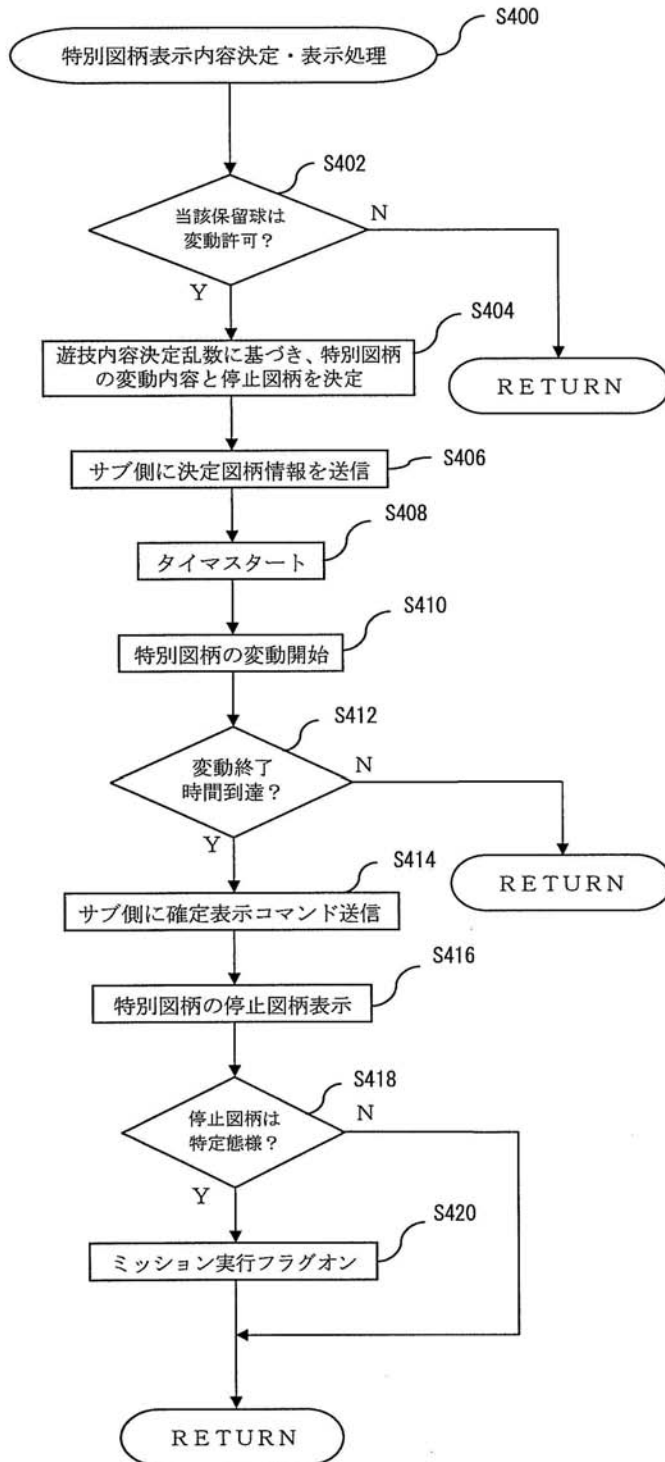 S400
特別図柄表示内容決定・表示処理
S402
当該保留球は
変動許可?
N
Y
S404
遊技内容決定乱数に基づき、特別図柄
の変動内容と停止図柄を決定
RETURN
S406
サブ側に決定図柄情報を送信
S408
タイマスタート
S410
特別図柄の変動開始
S412
変動終了
時間到達?
N
Y
S414
サブ側に確定表示コマンド送信
RETURN
S416
特別図柄の停止図柄表示
S418
停止図柄は
特定態様?
N
Y
S420
ミッション実行フラグオン
RETURN